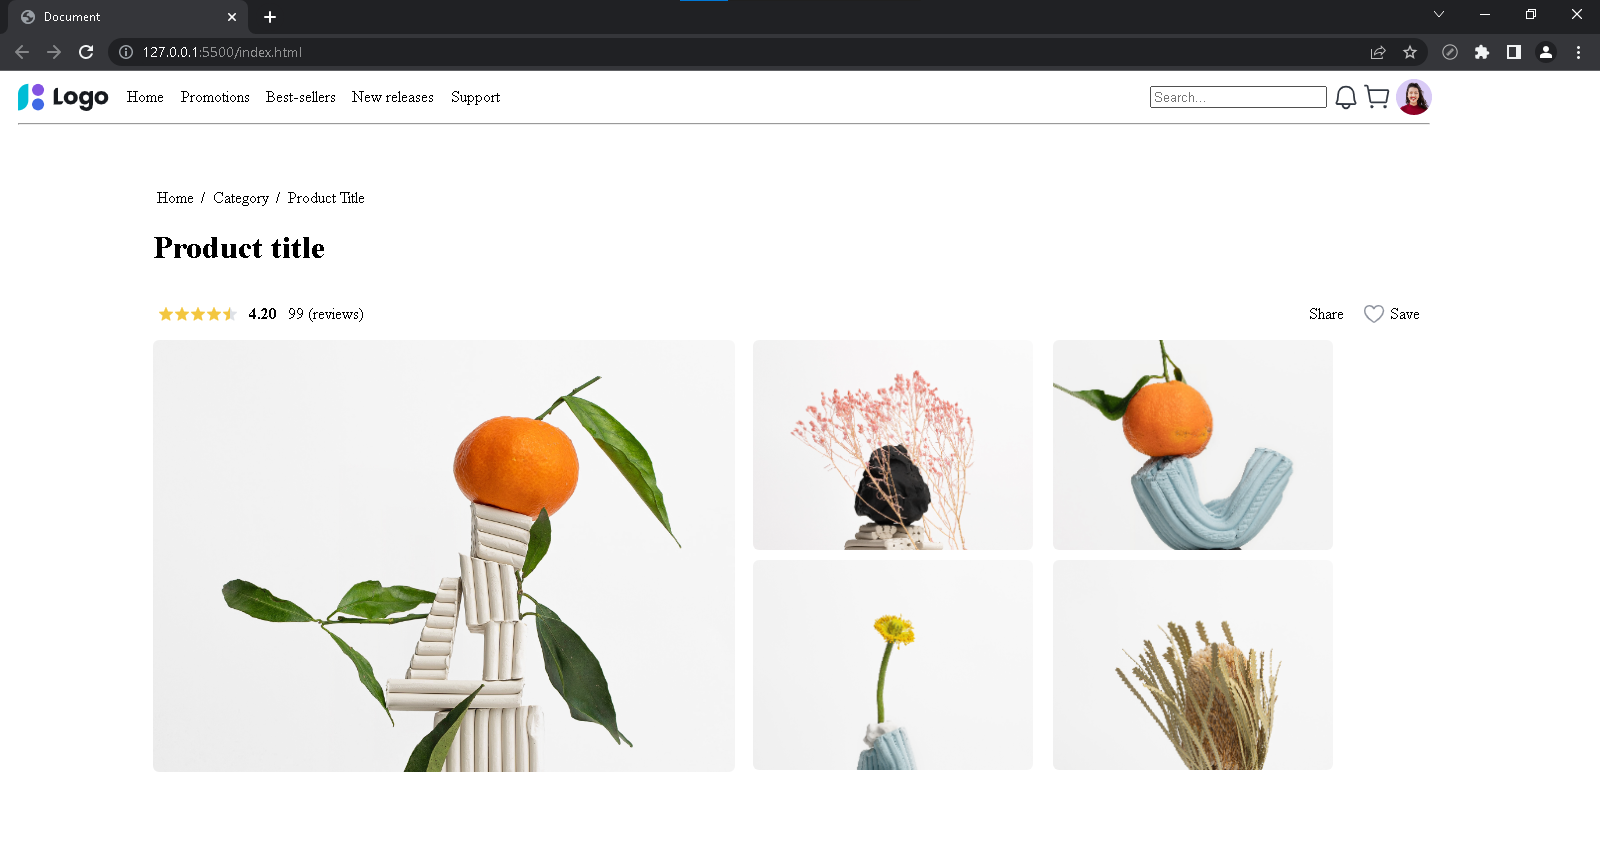 Document
127.0.0.1:5500/index.html
Logo Home Promotions Best-sellers New releases Support Search...
Home / Category / Product Title
Product title
4.20 99 (reviews) Share Save